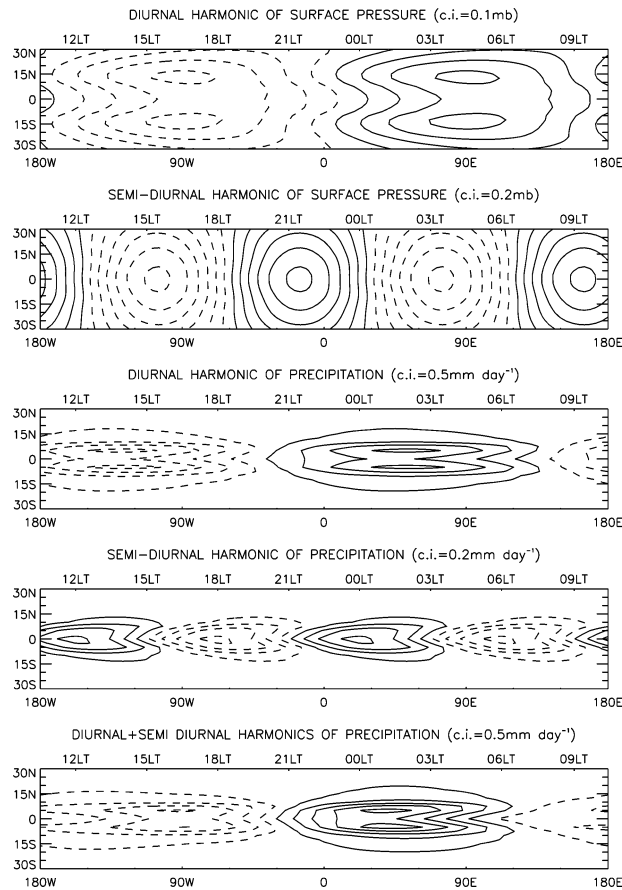 DIURNAL HARMONIC OF SURFACE PRESSURE (c.i.=0.1mb)
12LT 15LT 18LT 21LT 00LT 03LT 06LT 09LT
30N
15N
0
15S
30S
180W 90W 0 90E 180E
SEMI-DIURNAL HARMONIC OF SURFACE PRESSURE (c.i.=0.2mb)
12LT 15LT 18LT 21LT 00LT 03LT 06LT 09LT
30N
15N
0
15S
30S
180W 90W 0 90E 180E
DIURNAL HARMONIC OF PRECIPITATION (c.i.=0.5mm day⁻¹)
12LT 15LT 18LT 21LT 00LT 03LT 06LT 09LT
30N
15N
0
15S
30S
180W 90W 0 90E 180E
SEMI-DIURNAL HARMONIC OF PRECIPITATION (c.i.=0.2mm day⁻¹)
12LT 15LT 18LT 21LT 00LT 03LT 06LT 09LT
30N
15N
0
15S
30S
180W 90W 0 90E 180E
DIURNAL+SEMI DIURNAL HARMONICS OF PRECIPITATION (c.i.=0.5mm day⁻¹)
12LT 15LT 18LT 21LT 00LT 03LT 06LT 09LT
30N
15N
0
15S
30S
180W 90W 0 90E 180E